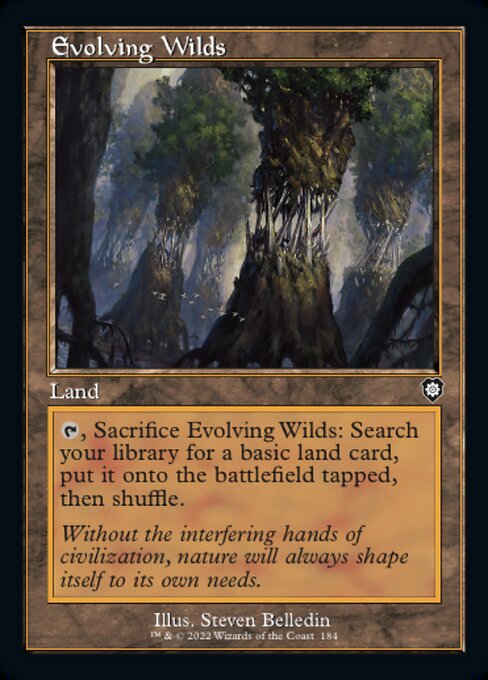 Evolving Wilds
Land
, Sacrifice Evolving Wilds: Search
your library for a basic land card,
put it onto the battlefield tapped,
then shuffle.
Without the interfering hands of
civilization, nature will always shape
itself to its own needs.
Illus. Steven Belledin
™ & © 2022 Wizards of the Coast 184